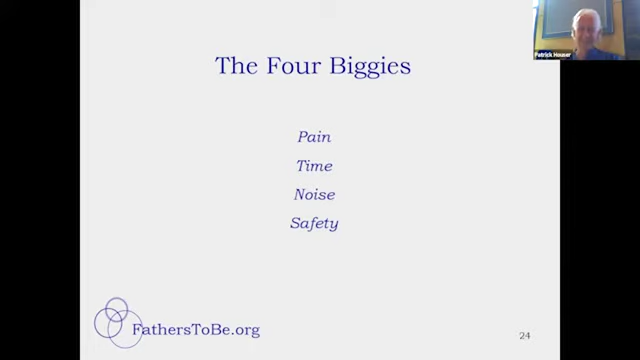 Patrick Houser
The Four Biggies
Pain
Time
Noise
Safety
FathersToBe.org
24